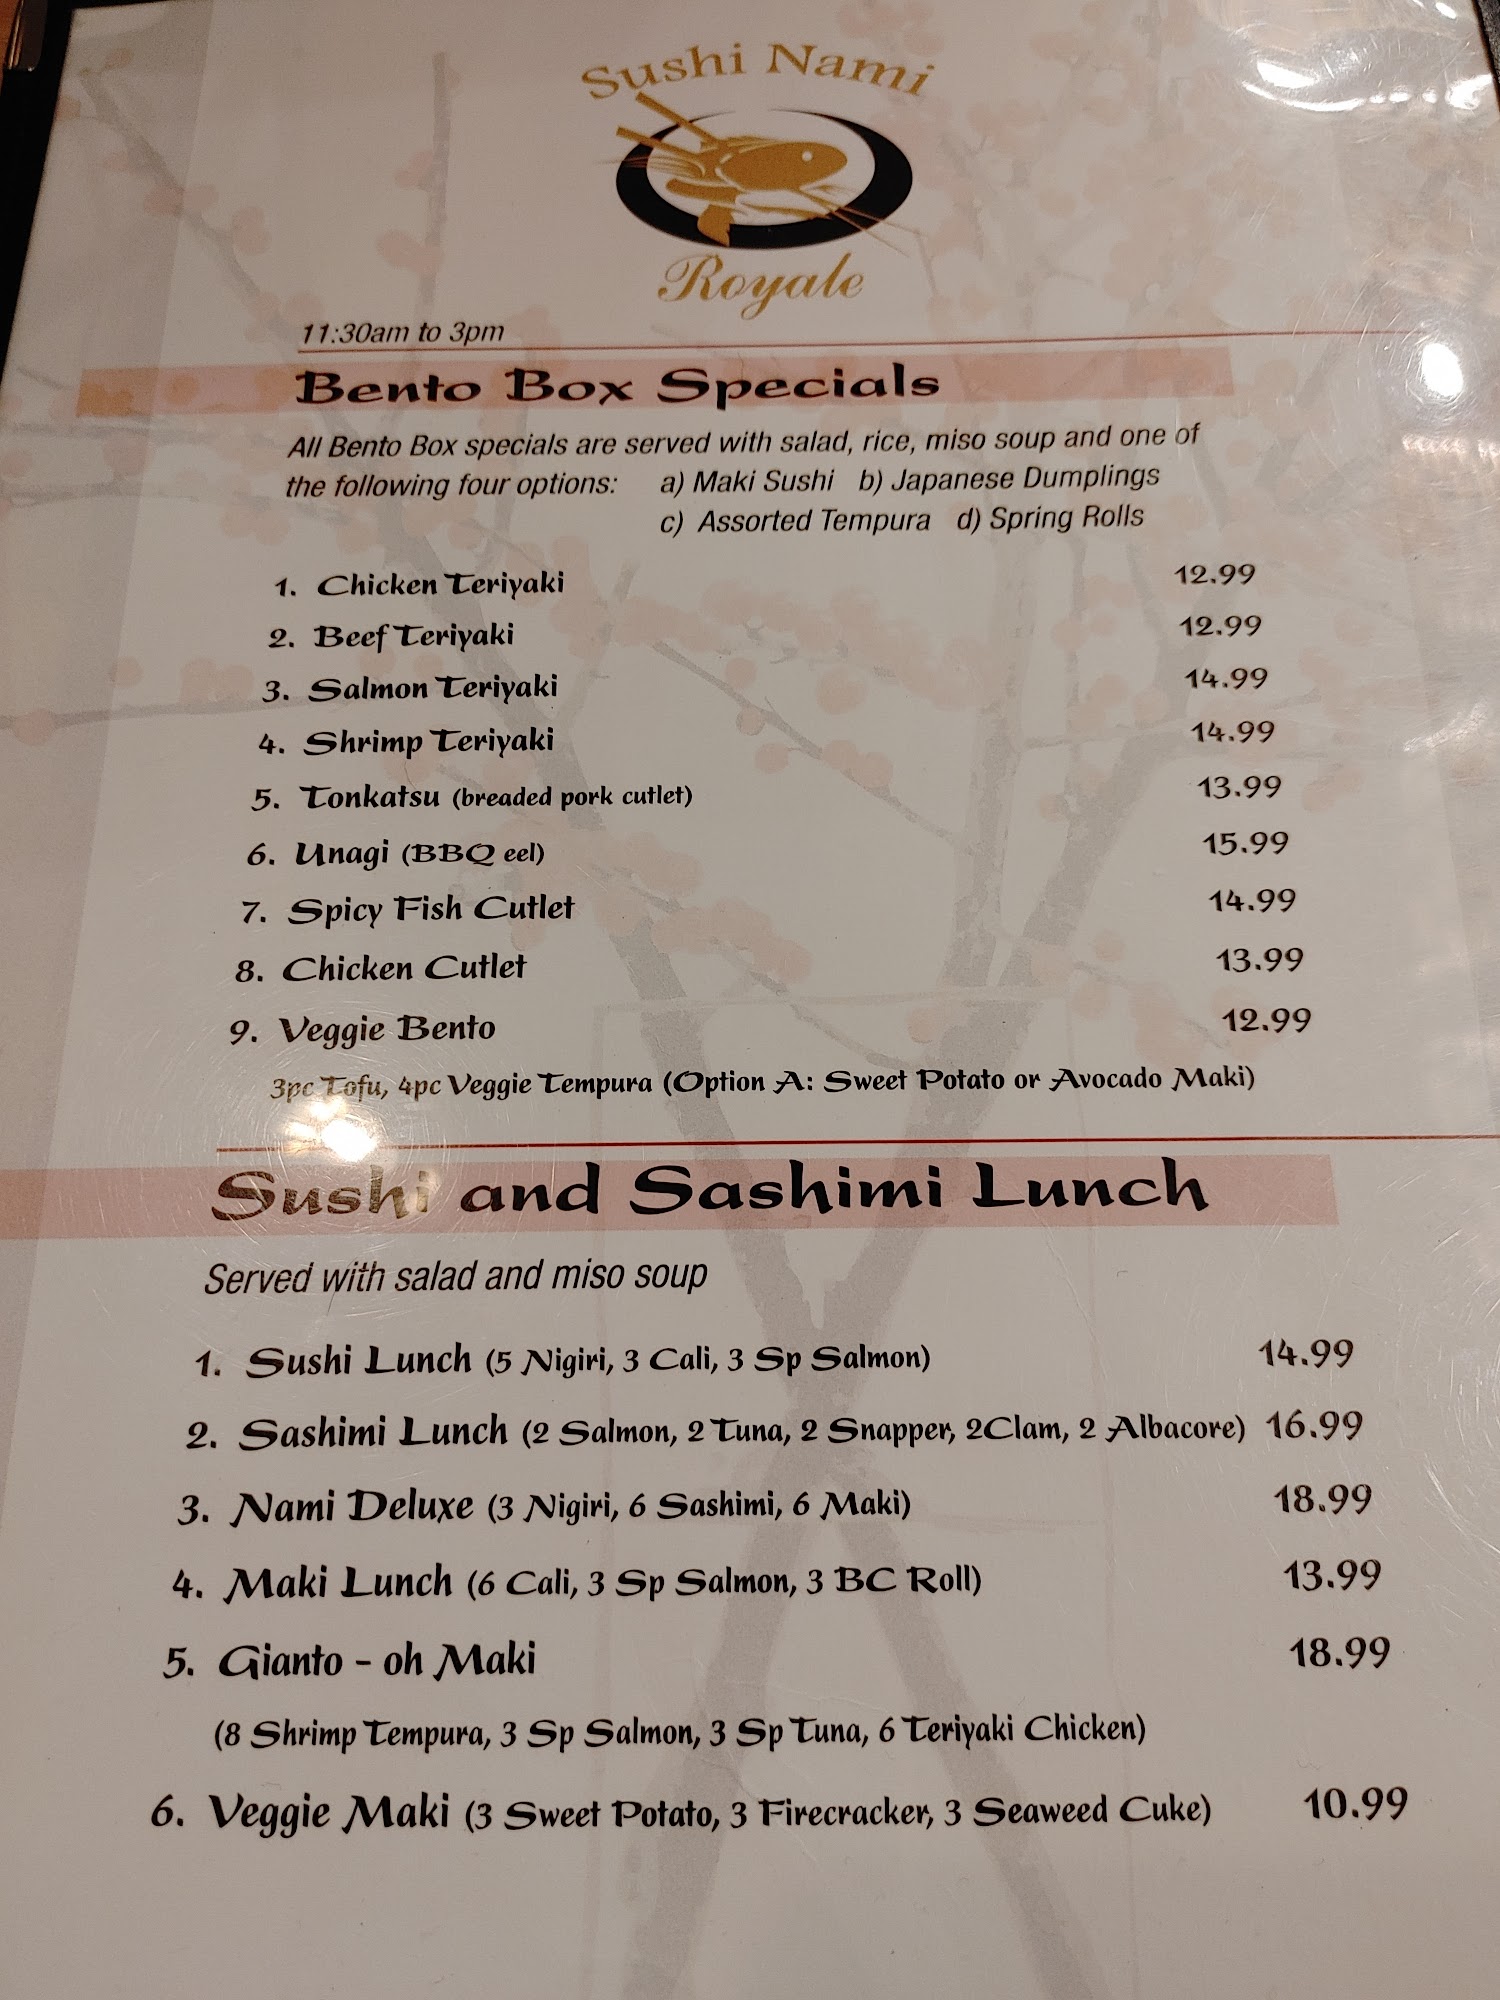 Sushi Nami
Royale
11:30am to 3pm
Bento Box Specials
All Bento Box specials are served with salad, rice, miso soup and one of
the following four options: a) Maki Sushi b) Japanese Dumplings
c) Assorted Tempura d) Spring Rolls
1. Chicken Teriyaki 12.99
2. Beef Teriyaki 12.99
3. Salmon Teriyaki 14.99
4. Shrimp Teriyaki 14.99
5. Tonkatsu (breaded pork cutlet) 13.99
6. Unagi (BBQ eel) 15.99
7. Spicy Fish Cutlet 14.99
8. Chicken Cutlet 13.99
9. Veggie Bento 12.99
3pc Tofu, 4pc Veggie Tempura (Option A: Sweet Potato or Avocado Maki)
Sushi and Sashimi Lunch
Served with salad and miso soup
1. Sushi Lunch (5 Nigiri, 3 Cali, 3 Sp Salmon) 14.99
2. Sashimi Lunch (2 Salmon, 2 Tuna, 2 Snapper, 2Clam, 2 Albacore) 16.99
3. Nami Deluxe (3 Nigiri, 6 Sashimi, 6 Maki) 18.99
4. Maki Lunch (6 Cali, 3 Sp Salmon, 3 BC Roll) 13.99
5. Gianto - oh Maki 18.99
(8 Shrimp Tempura, 3 Sp Salmon, 3 Sp Tuna, 6 Teriyaki Chicken)
6. Veggie Maki (3 Sweet Potato, 3 Firecracker, 3 Seaweed Cuke) 10.99